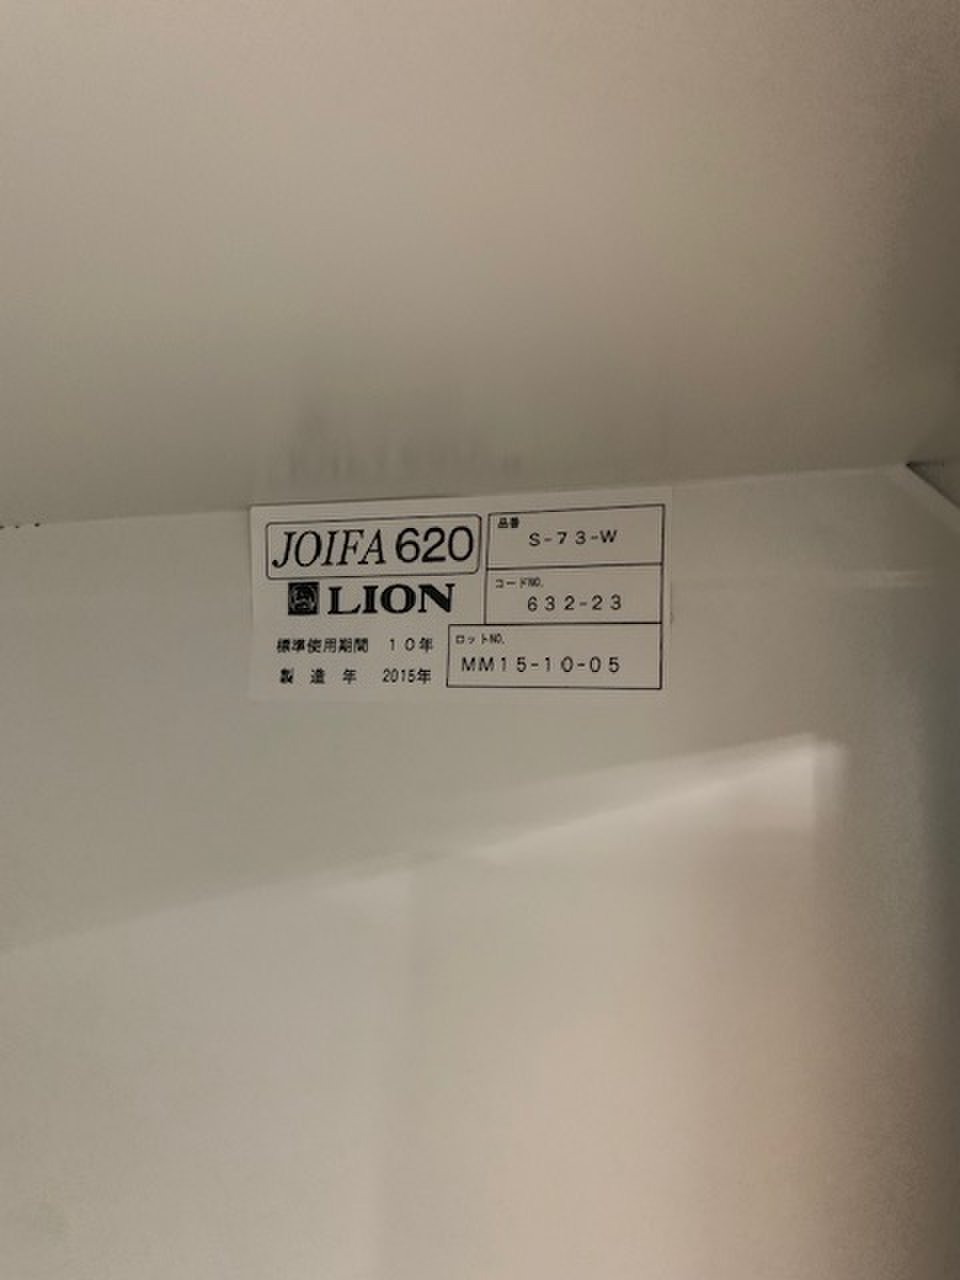 JOIFA 620
LION
標準使用期間 10年
製造年 2015年
品番
S-73-W
コードNO.
632-23
ロットNO.
MM15-10-05